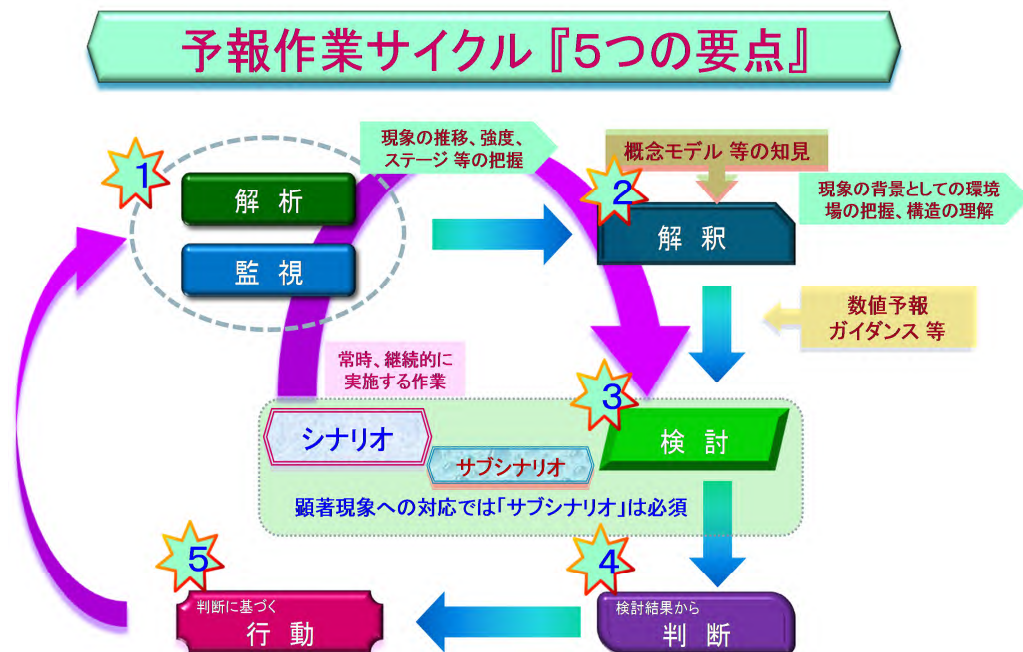 予報作業サイクル『5つの要点』
1
解 析
監 視
現象の推移、強度、
ステージ 等の把握
概念モデル 等の知見
2
解 釈
現象の背景としての環境
場の把握、構造の理解
数値予報
ガイダンス 等
常時、継続的に
実施する作業
3
シナリオ
サブシナリオ
検 討
顕著現象への対応では「サブシナリオ」は必須
4
検討結果から
判 断
5
判断に基づく
行 動